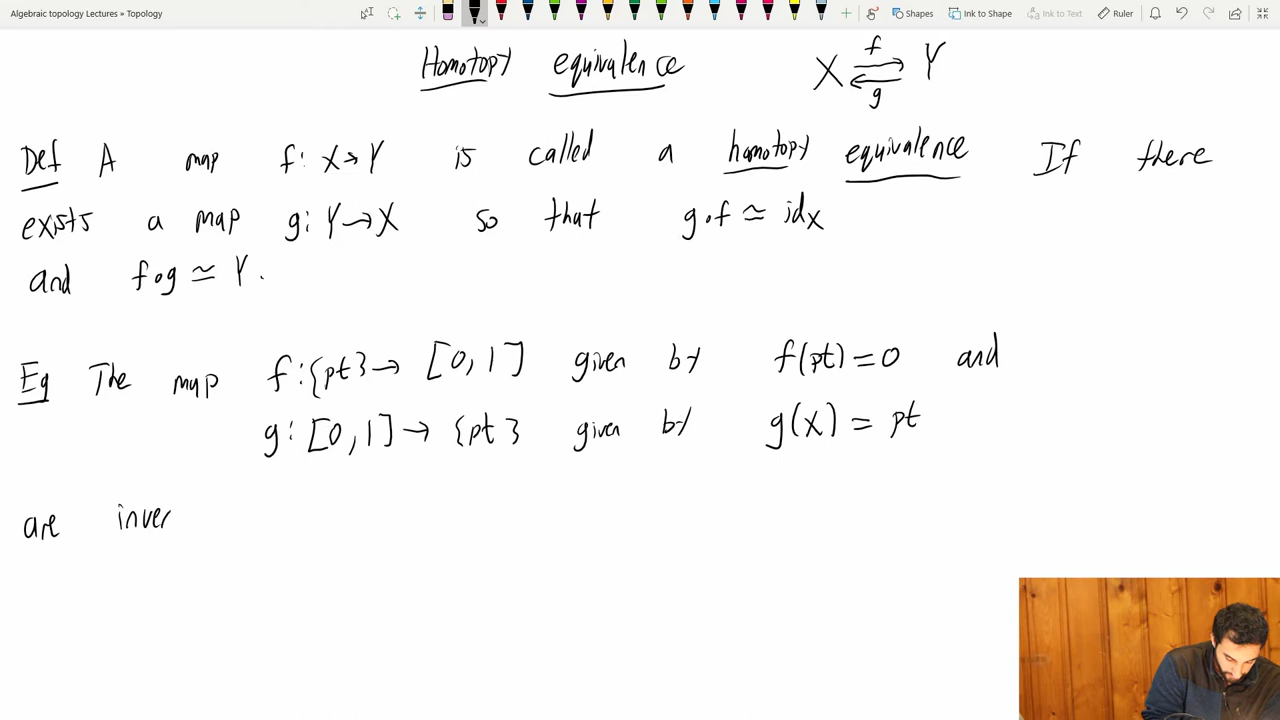 Algebraic topology Lectures » Topology
Shapes
Ink to Shape
Ink to Text
Ruler
Homotopy equivalence
X ⇄ Y
f
g
Def A map f: X→Y is called a homotopy equivalence If there
exists a map g: Y→X so that g∘f ≃ idX
and f∘g ≃ Y.
Eg The map f:{pt}→ [0,1] given by f(pt)=0 and
g: [0,1]→ {pt} given by g(x) = pt
are inver